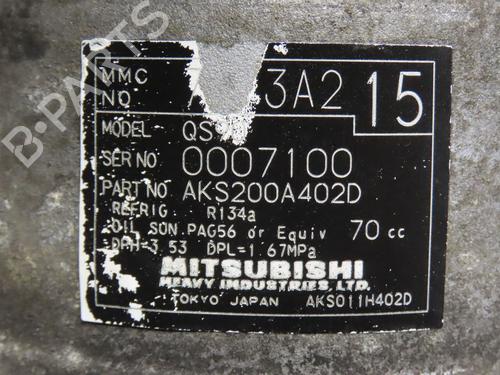 MMC
NO 3A2 15
MODEL QS
SER NO 0007100
PART NO AKS200A402D
REFRIG R134a
OIL SON.PAG56 or Equiv 70 cc
DPH=3.53 DPL=1.67MPa
MITSUBISHI
HEAVY INDUSTRIES, LTD.
TOKYO JAPAN AKS011H402D
B-PARTS